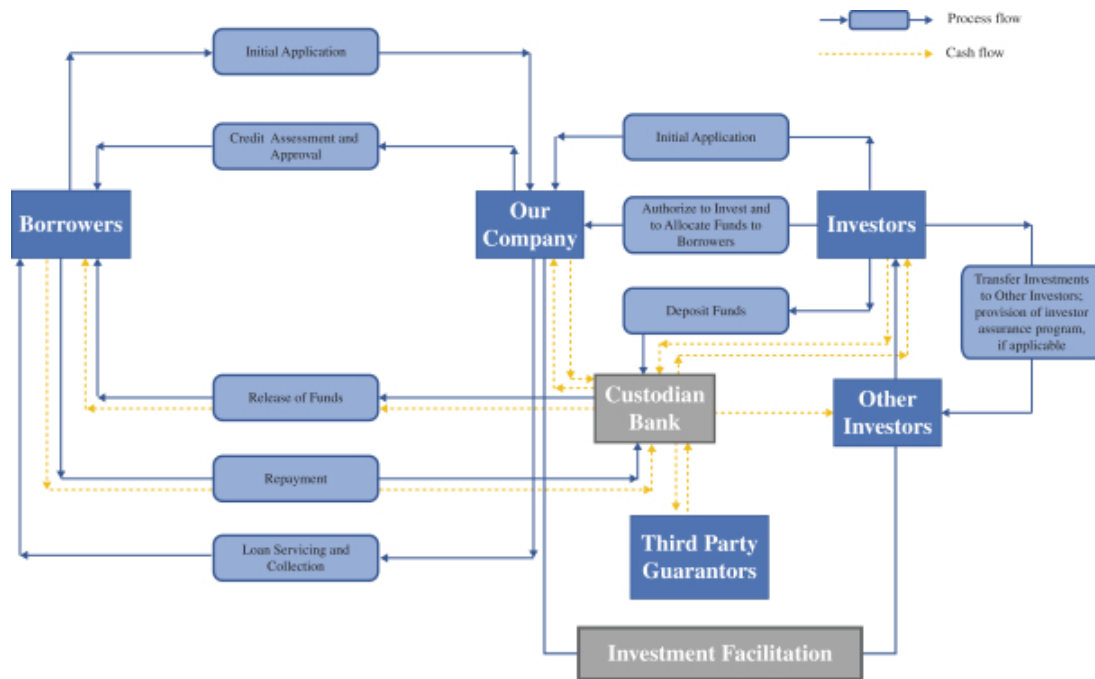 Process flow
Cash flow
Initial Application
Credit Assessment and
Approval
Initial Application
Borrowers
Our
Company
Authorize to Invest and
to Allocate Funds to
Borrowers
Investors
Transfer Investments
to Other Investors;
provision of investor
assurance program,
if applicable
Deposit Funds
Release of Funds
Custodian
Bank
Other
Investors
Repayment
Loan Servicing and
Collection
Third Party
Guarantors
Investment Facilitation